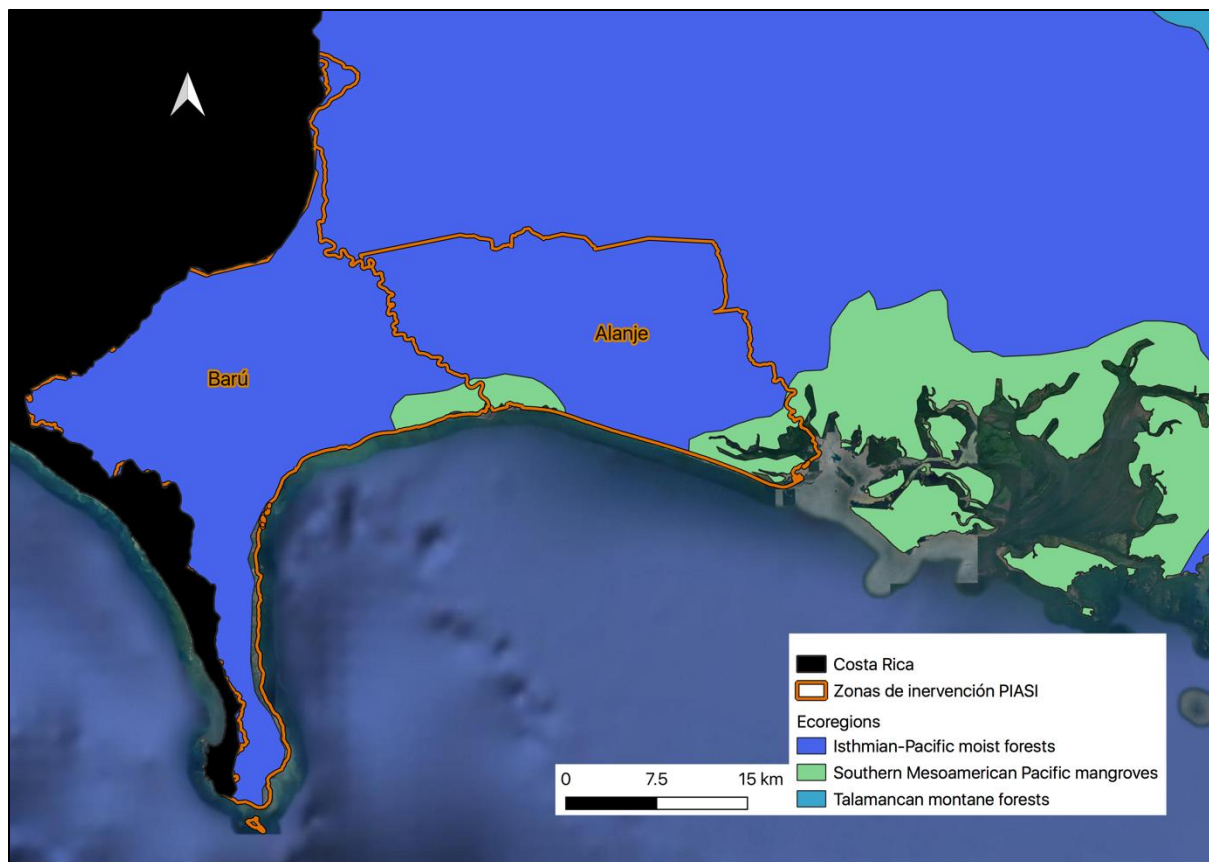 Alanje
Barú
Costa Rica
Zonas de inervención PIASI
Ecoregions
Isthmian-Pacific moist forests
Southern Mesoamerican Pacific mangroves
Talamancan montane forests
0 7.5 15 km